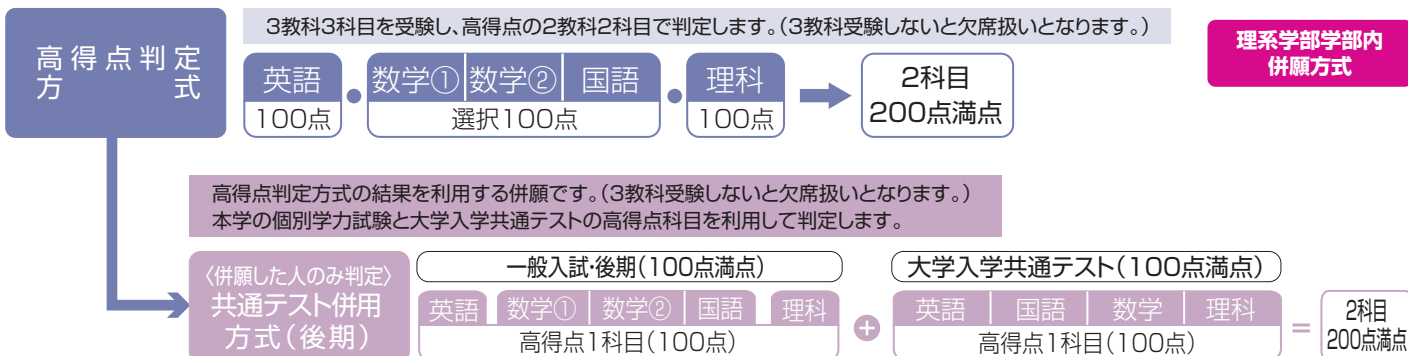 3教科3科目を受験し、高得点の2教科2科目で判定します。(3教科受験しないと欠席扱いとなります。)
高得点判定
方式
理系学部学部内
併願方式
英語 数学① 数学② 国語 理科
100点 選択100点 100点
2科目
200点満点
高得点判定方式の結果を利用する併願です。(3教科受験しないと欠席扱いとなります。)
本学の個別学力試験と大学入学共通テストの高得点科目を利用して判定します。
〈併願した人のみ判定〉
共通テスト併用
方式(後期)
一般入試・後期(100点満点)
英語 数学① 数学② 国語 理科
高得点1科目(100点)
+
大学入学共通テスト(100点満点)
英語 国語 数学 理科
高得点1科目(100点)
=
2科目
200点満点